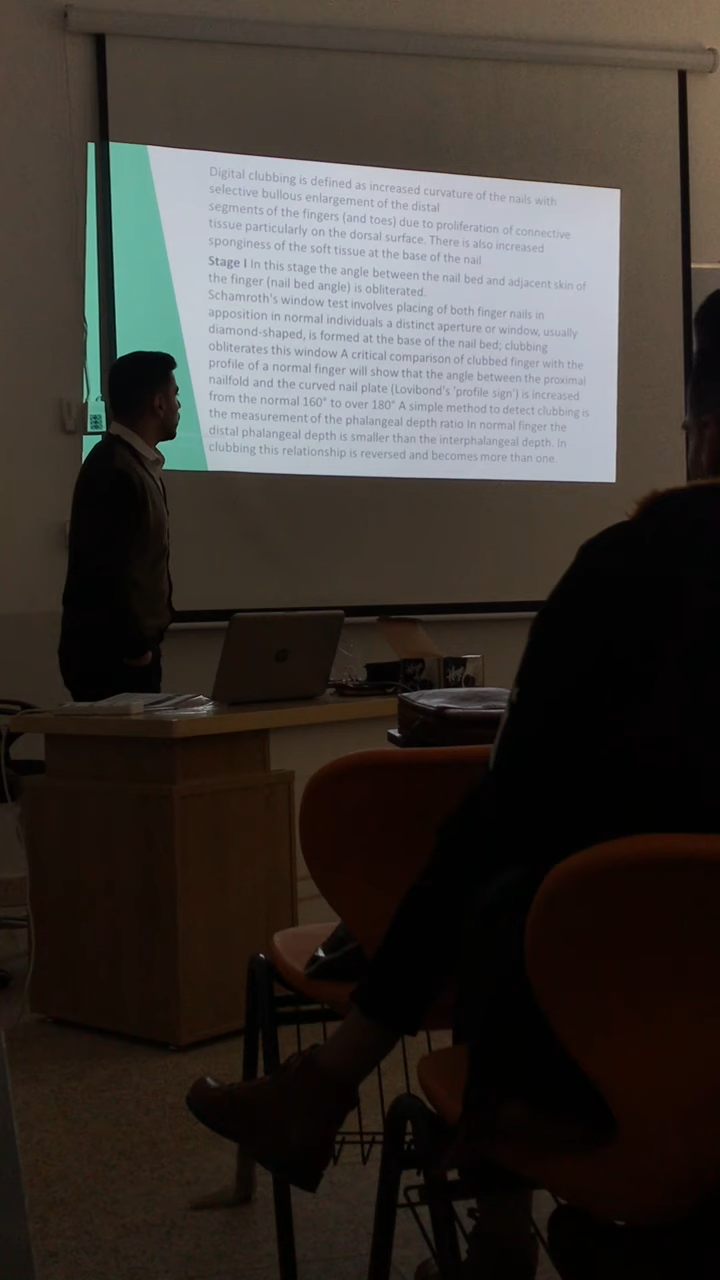 Digital clubbing is defined as increased curvature of the nails with
selective bullous enlargement of the distal
segments of the fingers (and toes) due to proliferation of connective
tissue particularly on the dorsal surface. There is also increased
sponginess of the soft tissue at the base of the nail
Stage I In this stage the angle between the nail bed and adjacent skin of
the finger (nail bed angle) is obliterated.
Schamroth's window test involves placing of both finger nails in
apposition in normal individuals a distinct aperture or window, usually
diamond-shaped, is formed at the base of the nail bed; clubbing
obliterates this window A critical comparison of clubbed finger with the
profile of a normal finger will show that the angle between the proximal
nailfold and the curved nail plate (Lovibond's 'profile sign') is increased
from the normal 160° to over 180° A simple method to detect clubbing is
the measurement of the phalangeal depth ratio In normal finger the
distal phalangeal depth is smaller than the interphalangeal depth. In
clubbing this relationship is reversed and becomes more than one.
hp